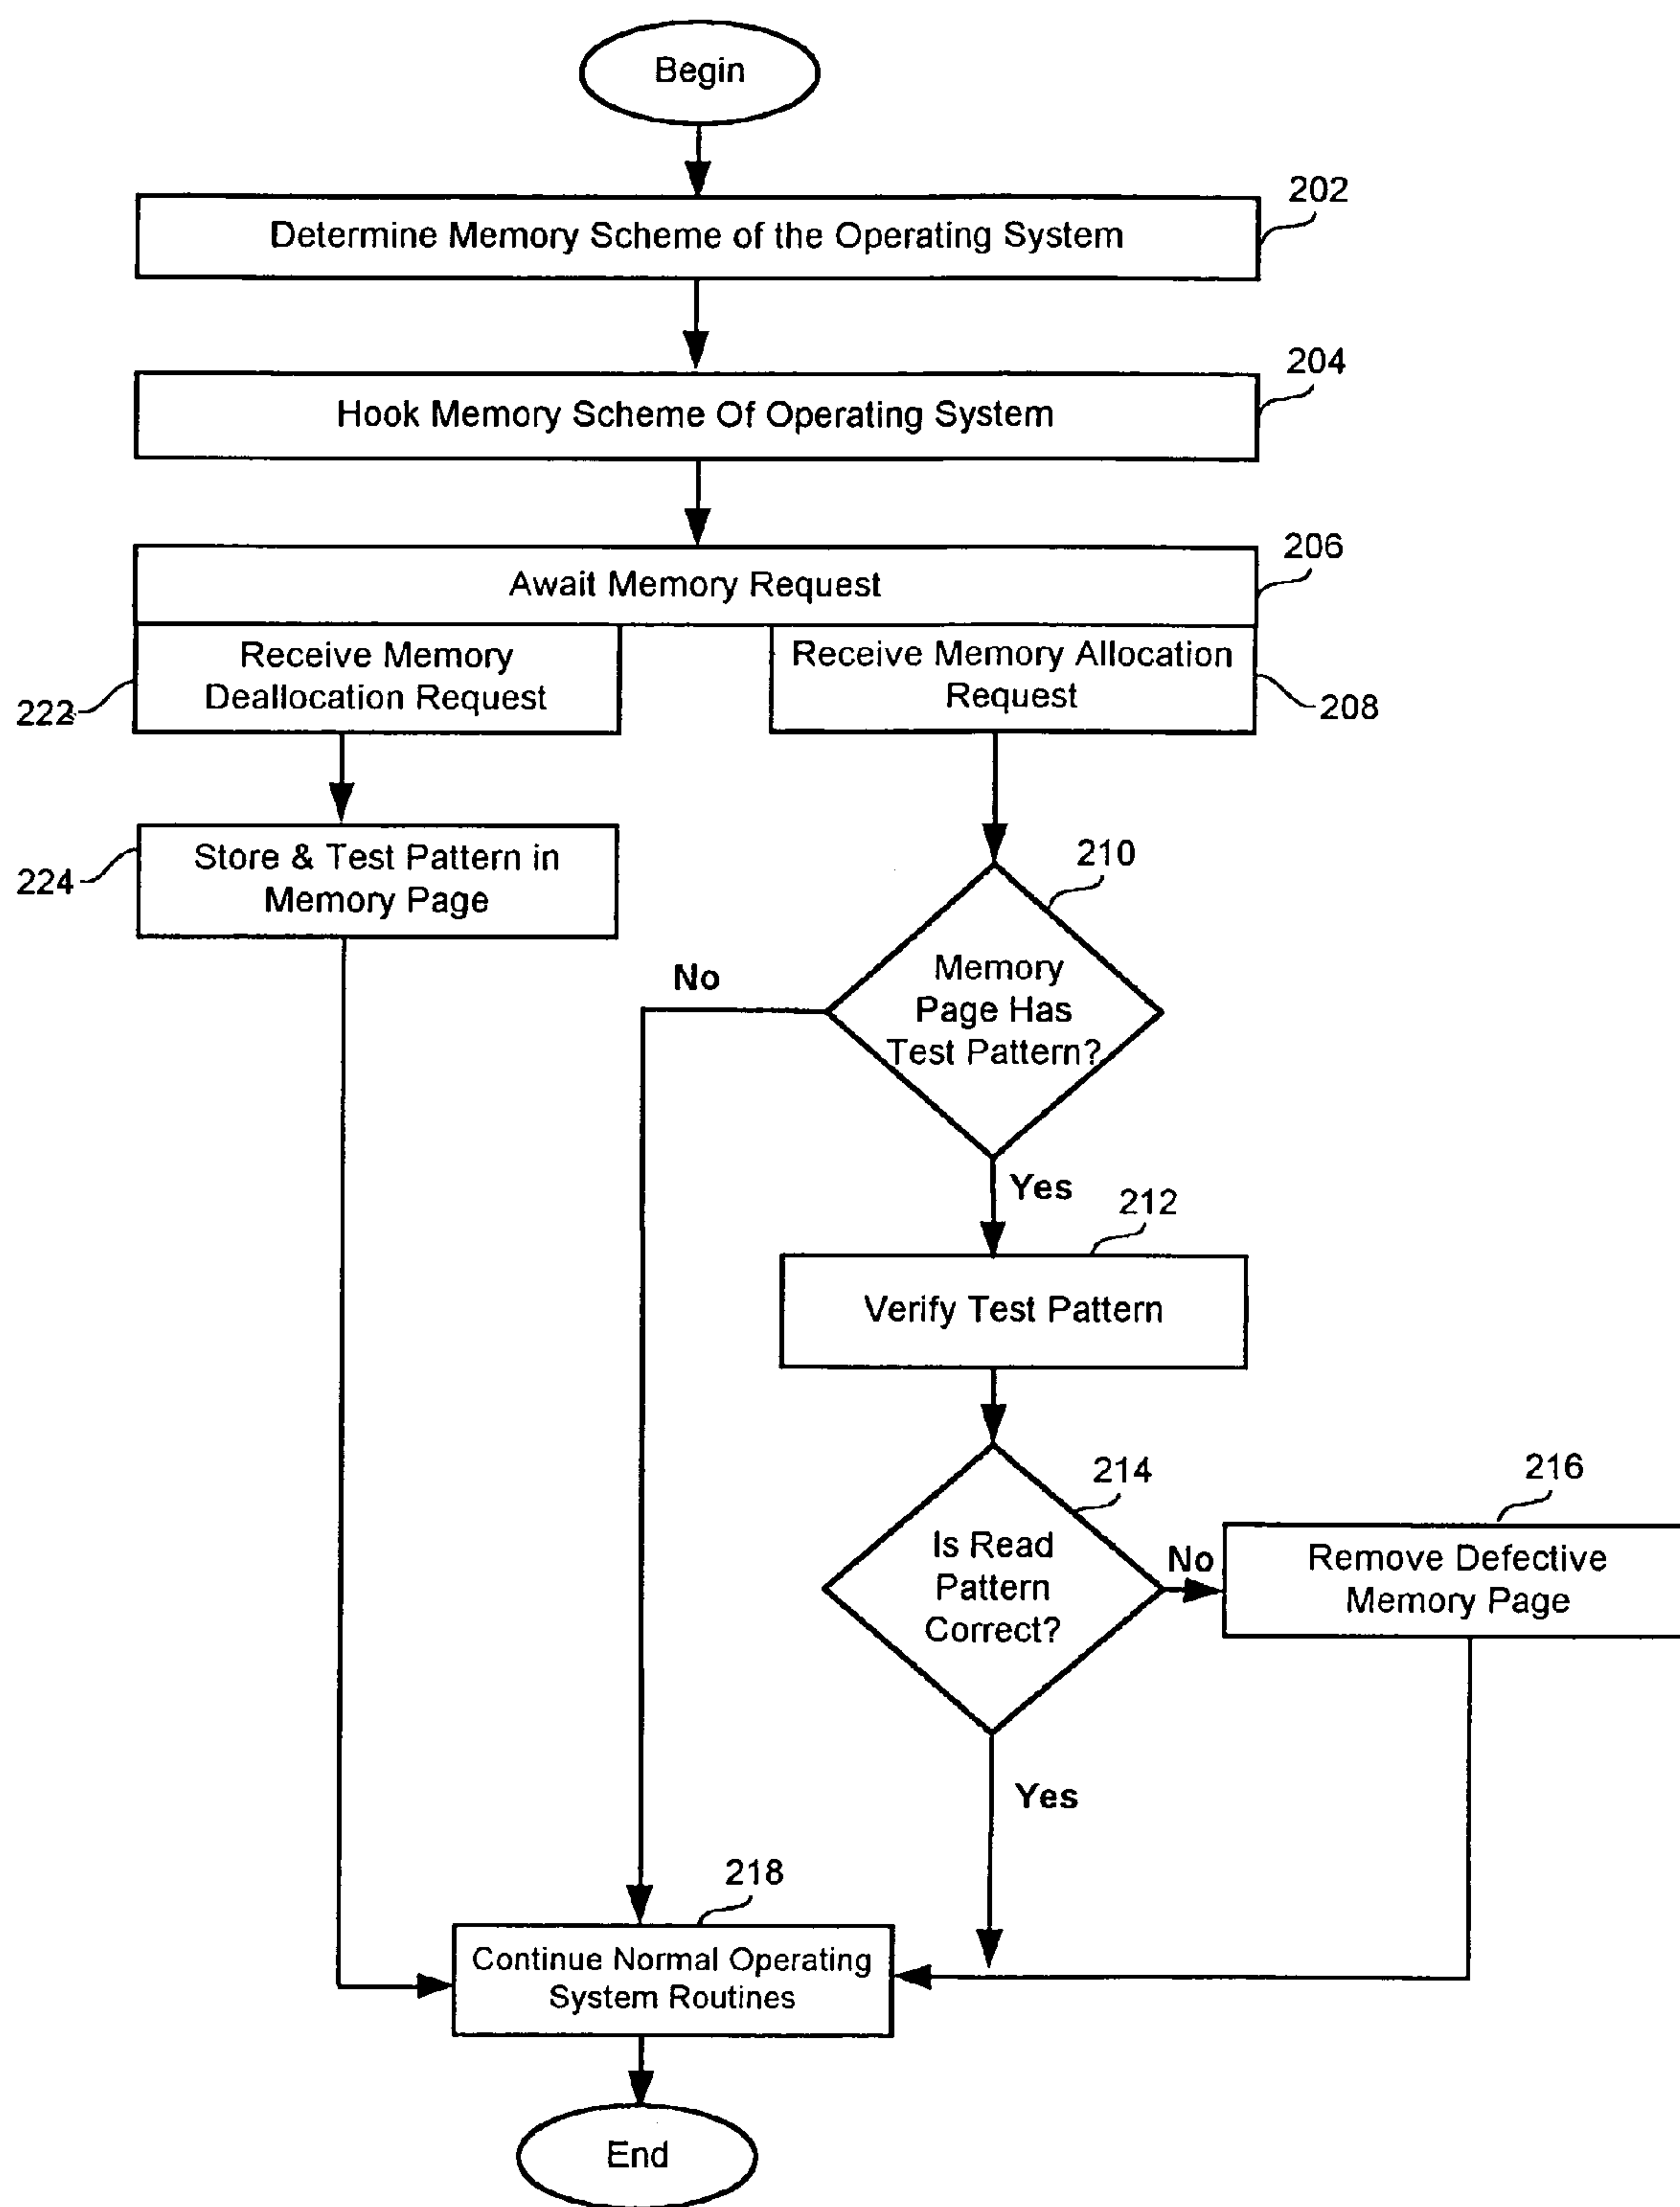 Begin
202
Determine Memory Scheme of the Operating System
204
Hook Memory Scheme Of Operating System
206
Await Memory Request
Receive Memory
Deallocation Request
222
Receive Memory Allocation
Request
208
Store & Test Pattern in
Memory Page
224
210
Memory
Page Has
Test Pattern?
No
Yes
212
Verify Test Pattern
214
Is Read
Pattern
Correct?
No
216
Remove Defective
Memory Page
Yes
218
Continue Normal Operating
System Routines
End